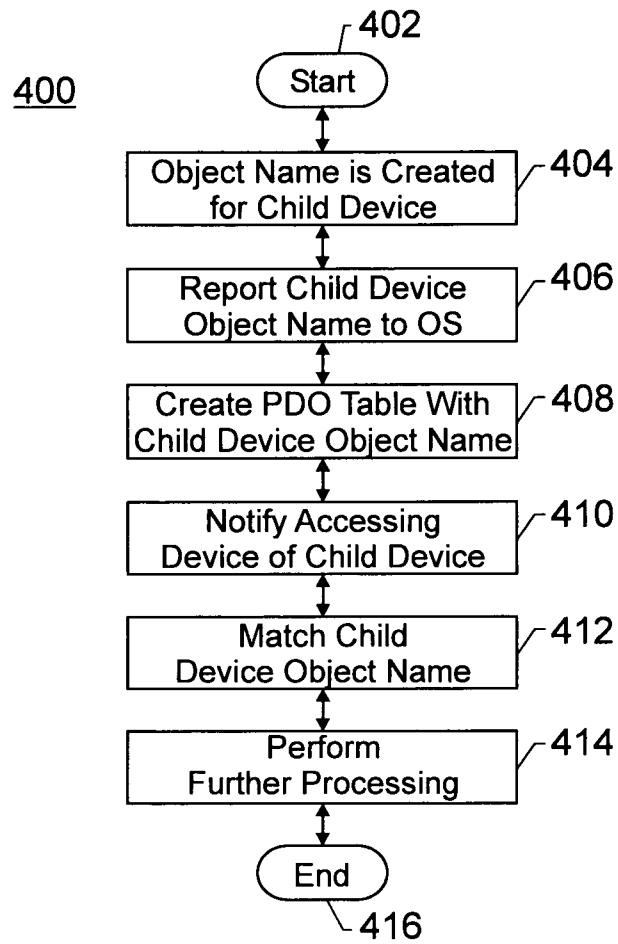 402
400
Start
Object Name is Created
for Child Device
404
Report Child Device
Object Name to OS
406
Create PDO Table With
Child Device Object Name
408
Notify Accessing
Device of Child Device
410
Match Child
Device Object Name
412
Perform
Further Processing
414
End
416